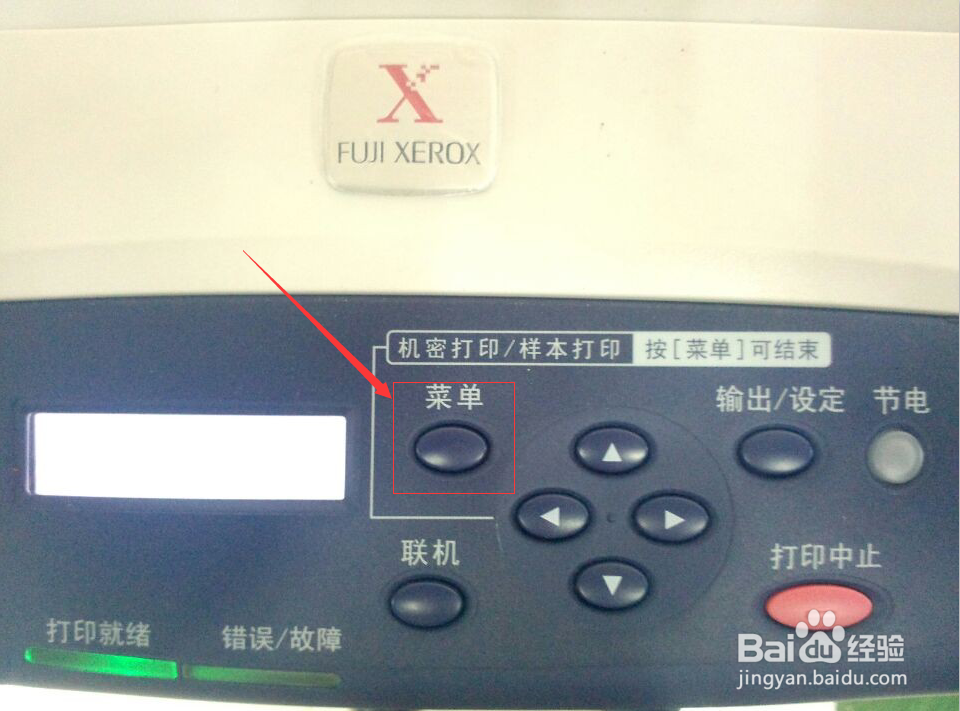 X
FUJI XEROX
机密打印/样本打印 按[菜单]可结束
菜单
输出/设定
节电
联机
打印中止
打印就绪
错误/故障
Baidu经验
jingyan.baidu.com